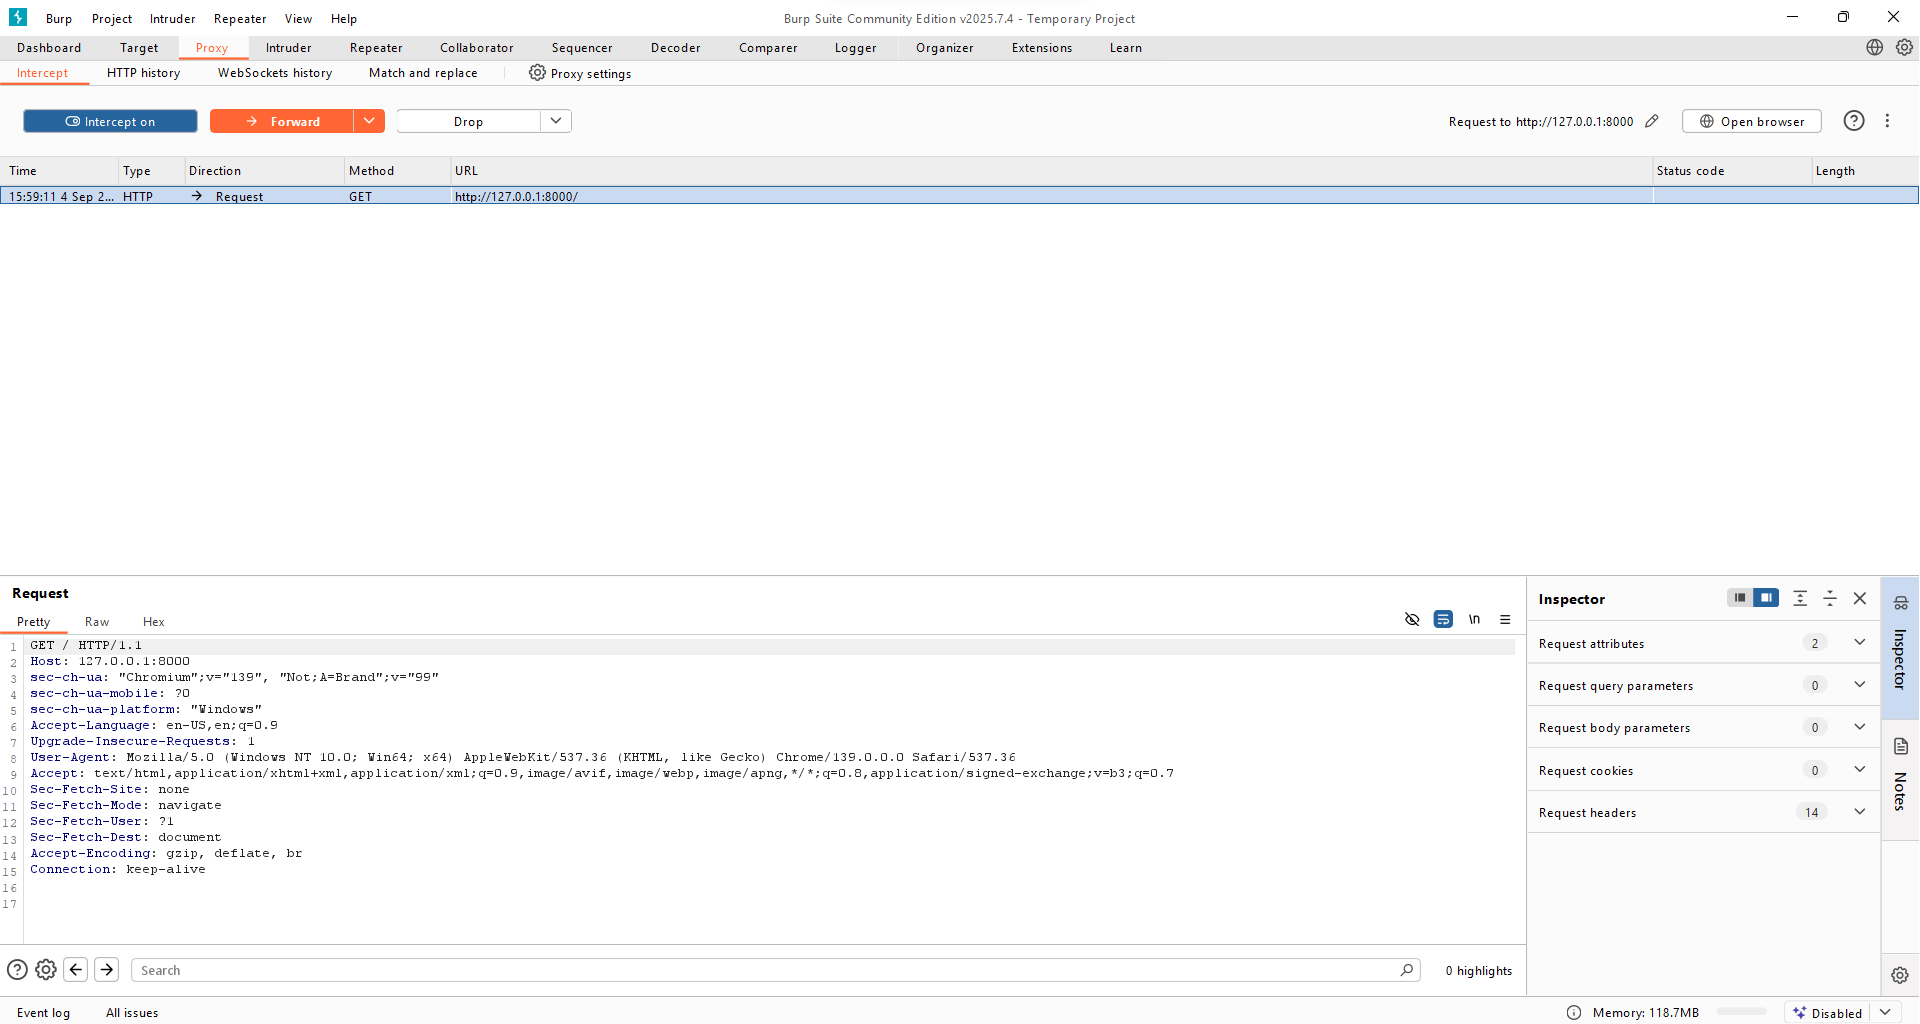 Burp Project Intruder Repeater View Help Burp Suite Community Edition v2025.7.4 - Temporary Project
Dashboard Target Proxy Intruder Repeater Collaborator Sequencer Decoder Comparer Logger Organizer Extensions Learn
Intercept HTTP history WebSockets history Match and replace Proxy settings
Intercept on Forward Drop Request to http://127.0.0.1:8000 Open browser
Time Type Direction Method URL Status code Length
15:59:11 4 Sep 2... HTTP Request GET http://127.0.0.1:8000/
Request
Pretty Raw Hex \n
1 GET / HTTP/1.1
2 Host: 127.0.0.1:8000
3 sec-ch-ua: "Chromium";v="139", "Not;A=Brand";v="99"
4 sec-ch-ua-mobile: ?0
5 sec-ch-ua-platform: "Windows"
6 Accept-Language: en-US,en;q=0.9
7 Upgrade-Insecure-Requests: 1
8 User-Agent: Mozilla/5.0 (Windows NT 10.0; Win64; x64) AppleWebKit/537.36 (KHTML, like Gecko) Chrome/139.0.0.0 Safari/537.36
9 Accept: text/html,application/xhtml+xml,application/xml;q=0.9,image/avif,image/webp,image/apng,*/*;q=0.8,application/signed-exchange;v=b3;q=0.7
10 Sec-Fetch-Site: none
11 Sec-Fetch-Mode: navigate
12 Sec-Fetch-User: ?1
13 Sec-Fetch-Dest: document
14 Accept-Encoding: gzip, deflate, br
15 Connection: keep-alive
16
17
Search 0 highlights
Inspector
Request attributes 2
Request query parameters 0
Request body parameters 0
Request cookies 0
Request headers 14
Inspector
Notes
Event log All issues Memory: 118.7MB Disabled